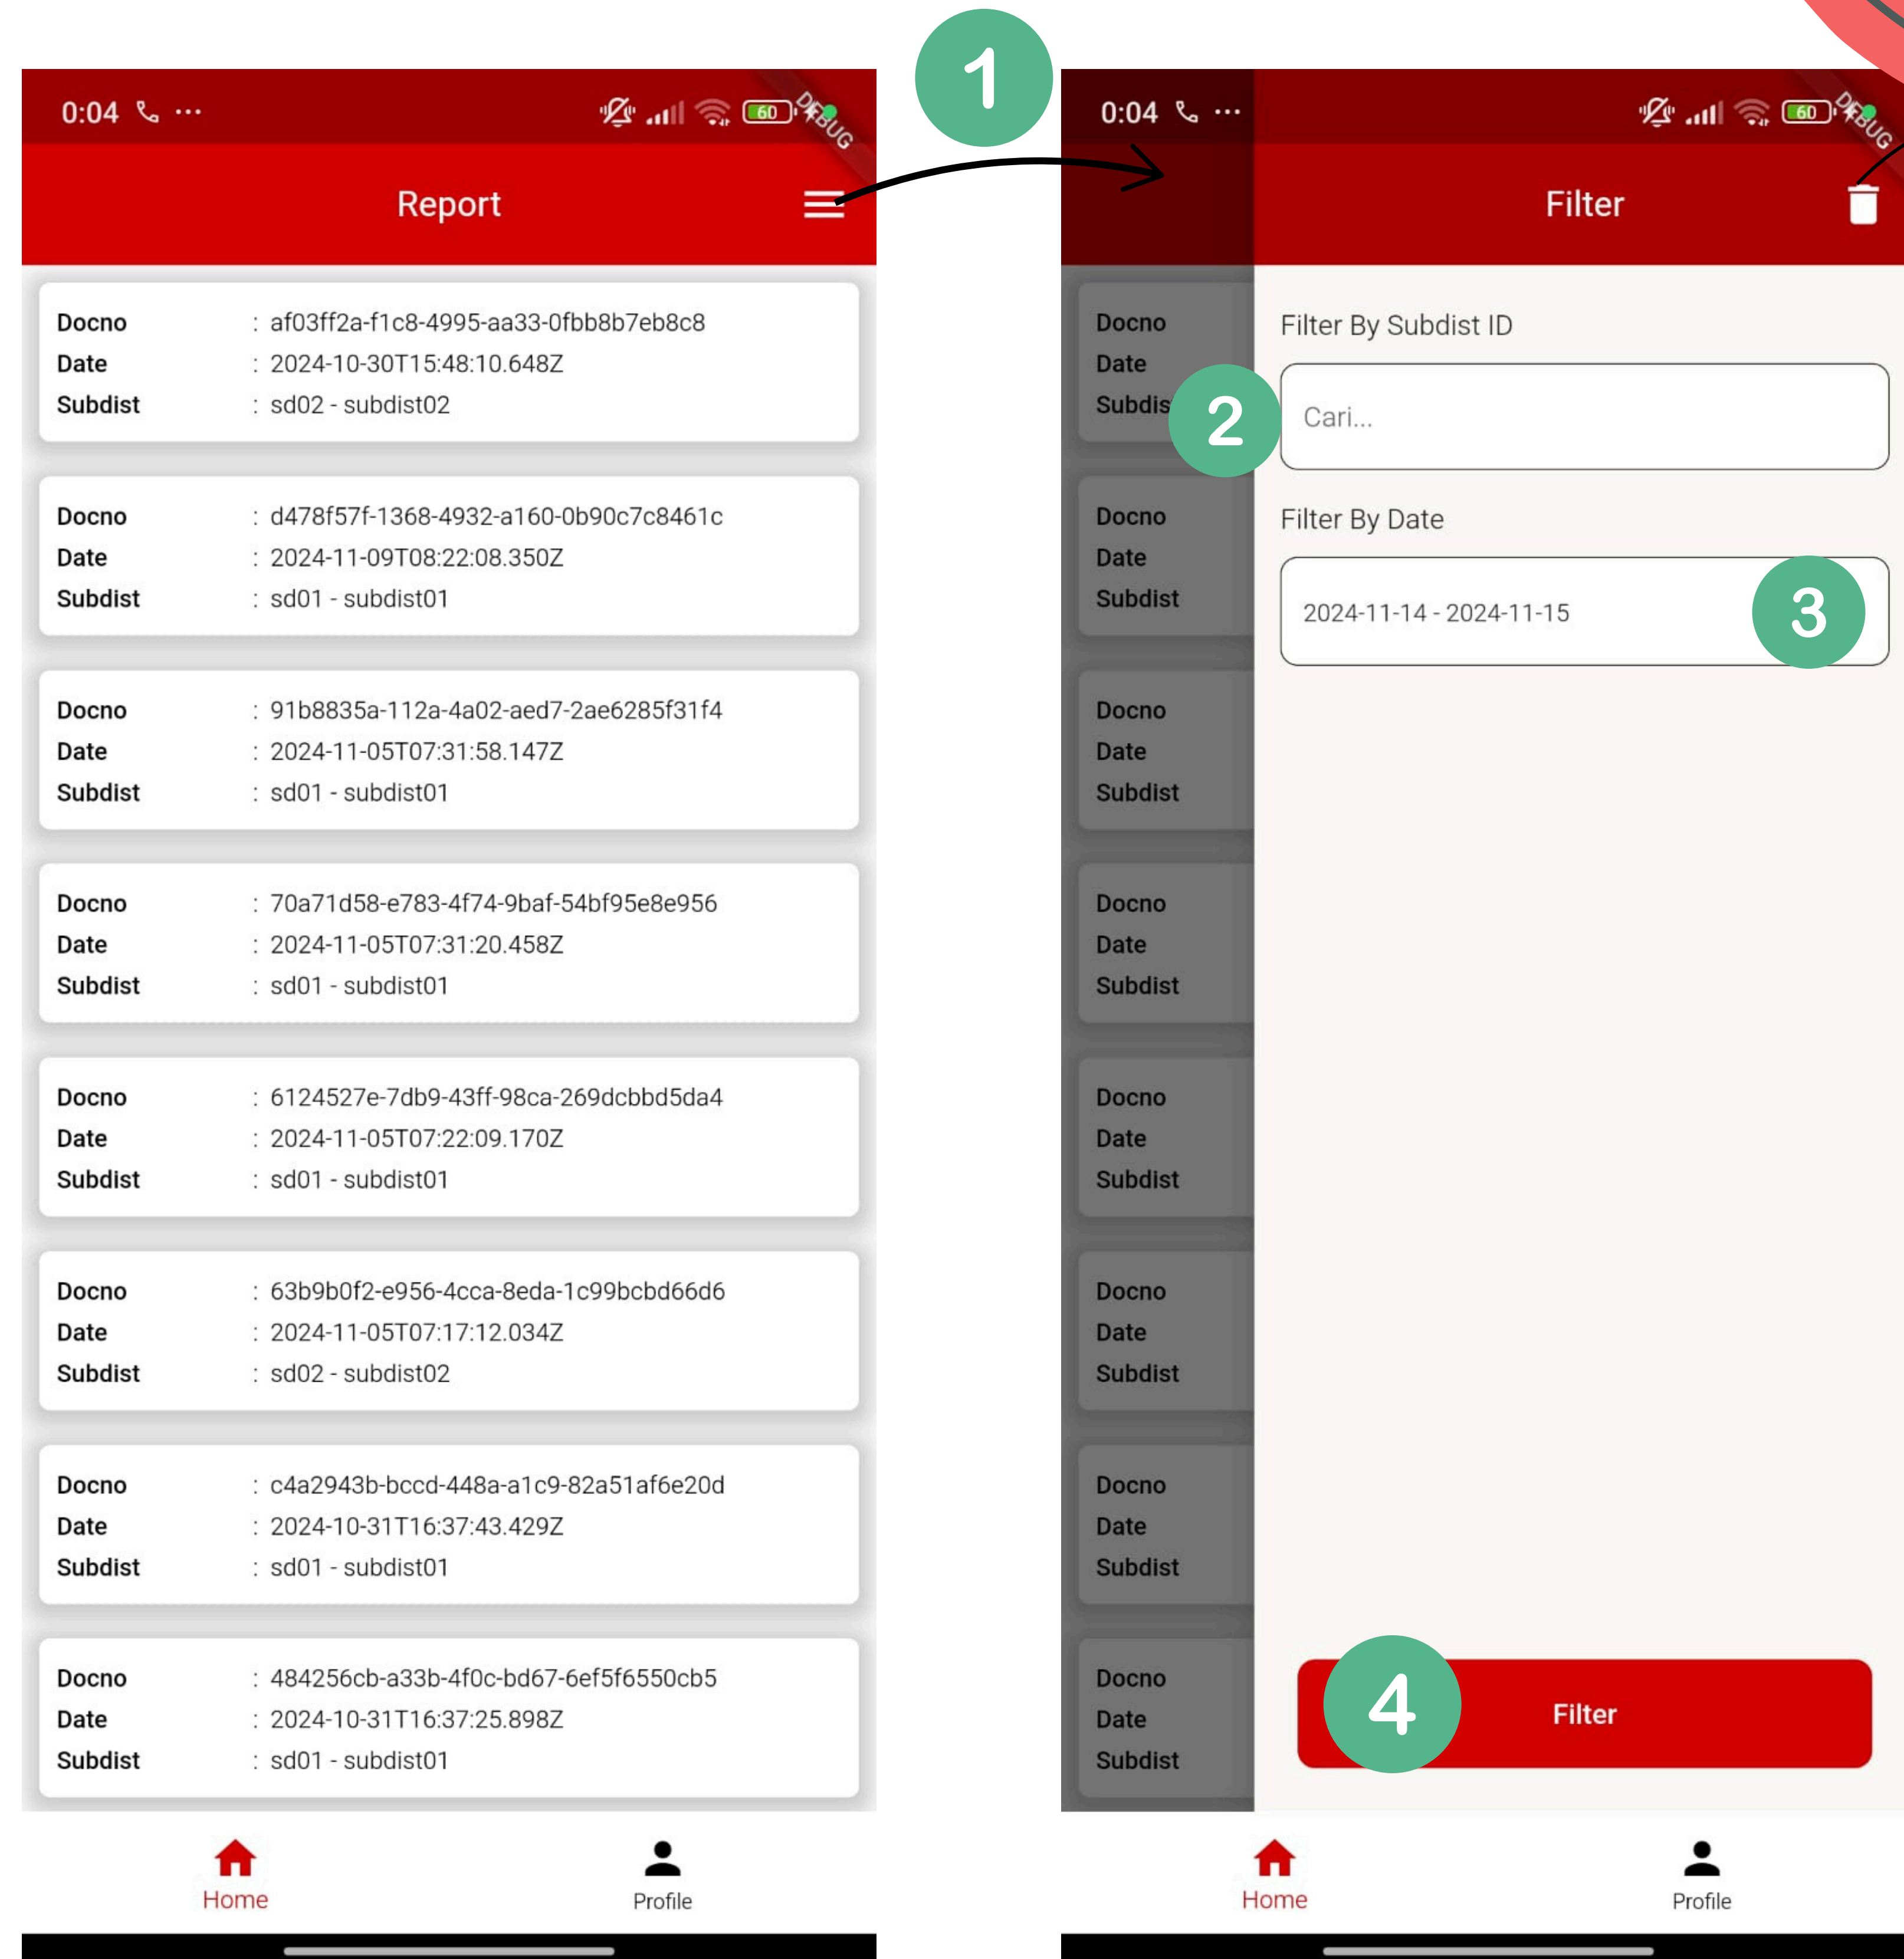 1
0:04 ...
60
DEBUG
Report
Docno : af03ff2a-f1c8-4995-aa33-0fbb8b7eb8c8
Date : 2024-10-30T15:48:10.648Z
Subdist : sd02 - subdist02
Docno : d478f57f-1368-4932-a160-0b90c7c8461c
Date : 2024-11-09T08:22:08.350Z
Subdist : sd01 - subdist01
Docno : 91b8835a-112a-4a02-aed7-2ae6285f31f4
Date : 2024-11-05T07:31:58.147Z
Subdist : sd01 - subdist01
Docno : 70a71d58-e783-4f74-9baf-54bf95e8e956
Date : 2024-11-05T07:31:20.458Z
Subdist : sd01 - subdist01
Docno : 6124527e-7db9-43ff-98ca-269dcbbd5da4
Date : 2024-11-05T07:22:09.170Z
Subdist : sd01 - subdist01
Docno : 63b9b0f2-e956-4cca-8eda-1c99bcbd66d6
Date : 2024-11-05T07:17:12.034Z
Subdist : sd02 - subdist02
Docno : c4a2943b-bccd-448a-a1c9-82a51af6e20d
Date : 2024-10-31T16:37:43.429Z
Subdist : sd01 - subdist01
Docno : 484256cb-a33b-4f0c-bd67-6ef5f6550cb5
Date : 2024-10-31T16:37:25.898Z
Subdist : sd01 - subdist01
Home Profile
0:04 ...
60
DEBUG
Filter
Docno
Date
Subdis
Docno
Date
Subdist
Docno
Date
Subdist
Docno
Date
Subdist
Docno
Date
Subdist
Docno
Date
Subdist
Docno
Date
Subdist
Docno
Date
Subdist
Filter By Subdist ID
2
Cari...
Filter By Date
2024-11-14 - 2024-11-15
3
4
Filter
Home Profile